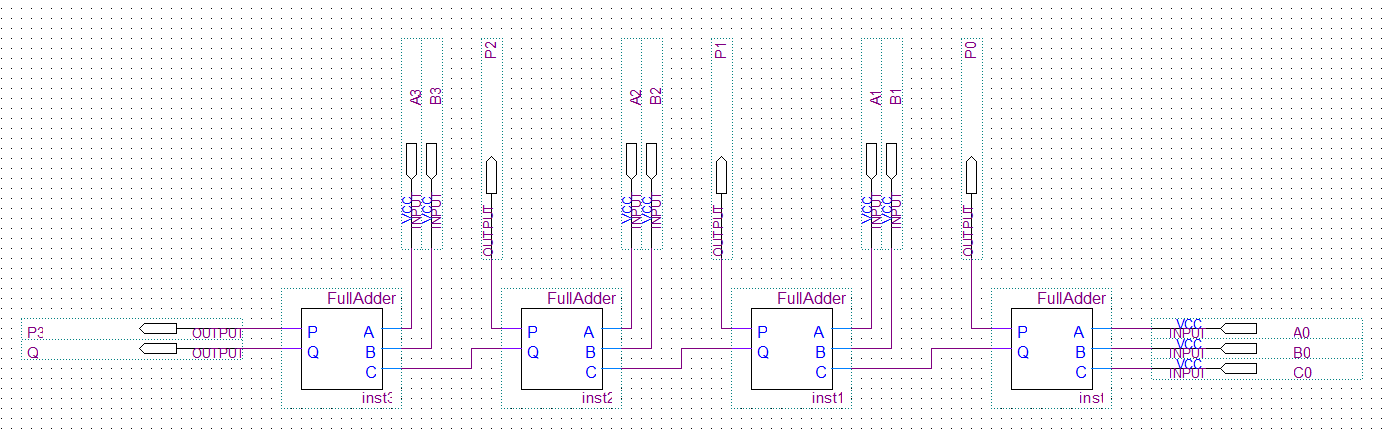 P2 P1 P0
A3 B3 A2 B2 A1 B1
VCC INPUT VCC INPUT VCC INPUT VCC INPUT VCC INPUT VCC INPUT
OUTPUT OUTPUT OUTPUT
FullAdder FullAdder FullAdder FullAdder
P3 OUTPUT P A P A P A P A VCC INPUT A0
Q OUTPUT Q B Q B Q B Q B VCC INPUT B0
C C C C VCC INPUT C0
inst3 inst2 inst1 inst